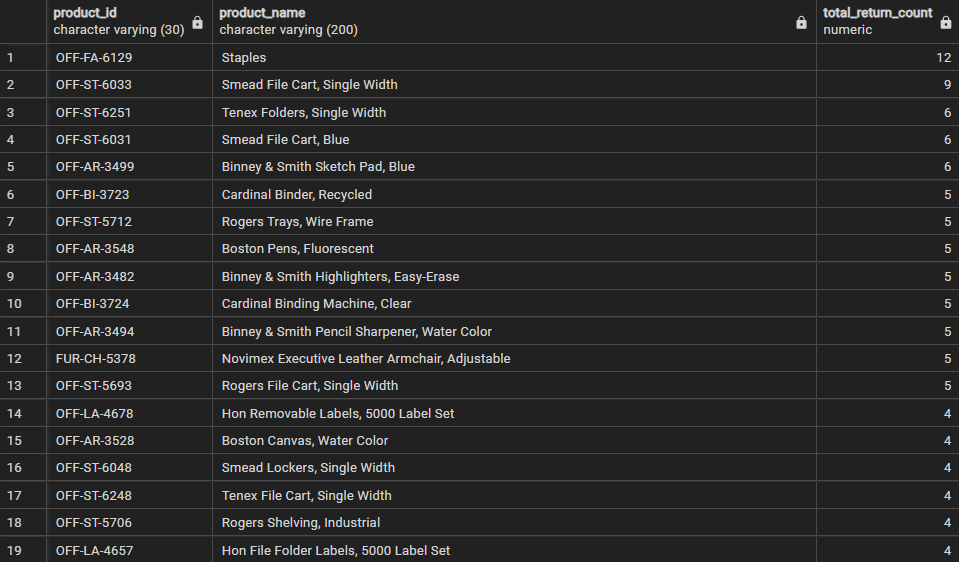 product_id product_name total_return_count
character varying (30) character varying (200) numeric
1 OFF-FA-6129 Staples 12
2 OFF-ST-6033 Smead File Cart, Single Width 9
3 OFF-ST-6251 Tenex Folders, Single Width 6
4 OFF-ST-6031 Smead File Cart, Blue 6
5 OFF-AR-3499 Binney & Smith Sketch Pad, Blue 6
6 OFF-BI-3723 Cardinal Binder, Recycled 5
7 OFF-ST-5712 Rogers Trays, Wire Frame 5
8 OFF-AR-3548 Boston Pens, Fluorescent 5
9 OFF-AR-3482 Binney & Smith Highlighters, Easy-Erase 5
10 OFF-BI-3724 Cardinal Binding Machine, Clear 5
11 OFF-AR-3494 Binney & Smith Pencil Sharpener, Water Color 5
12 FUR-CH-5378 Novimex Executive Leather Armchair, Adjustable 5
13 OFF-ST-5693 Rogers File Cart, Single Width 5
14 OFF-LA-4678 Hon Removable Labels, 5000 Label Set 4
15 OFF-AR-3528 Boston Canvas, Water Color 4
16 OFF-ST-6048 Smead Lockers, Single Width 4
17 OFF-ST-6248 Tenex File Cart, Single Width 4
18 OFF-ST-5706 Rogers Shelving, Industrial 4
19 OFF-LA-4657 Hon File Folder Labels, 5000 Label Set 4